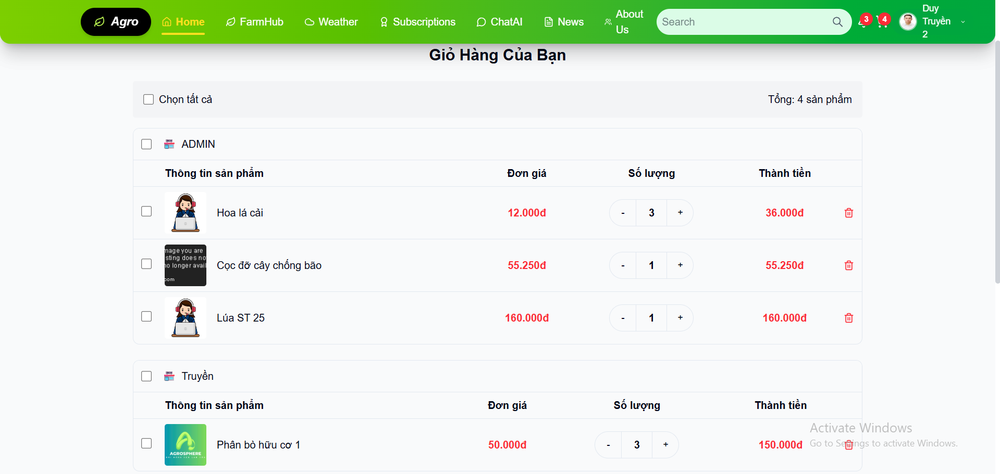 Agro
Home
FarmHub
Weather
Subscriptions
ChatAI
News
About Us
Search
3
4
Duy Truyền 2
Giỏ Hàng Của Bạn
Chọn tất cả
Tổng: 4 sản phẩm
ADMIN
Thông tin sản phẩm Đơn giá Số lượng Thành tiền
Hoa lá cải 12.000đ - 3 + 36.000đ
mage you are
sting does no
no longer avail
.com
Cọc đỡ cây chống bão 55.250đ - 1 + 55.250đ
Lúa ST 25 160.000đ - 1 + 160.000đ
Truyền
Thông tin sản phẩm Đơn giá Số lượng Thành tiền
AGROSPHERE
Phân bò hữu cơ 1 50.000đ - 3 + 150.000đ
Activate Windows
Go to Settings to activate Windows.